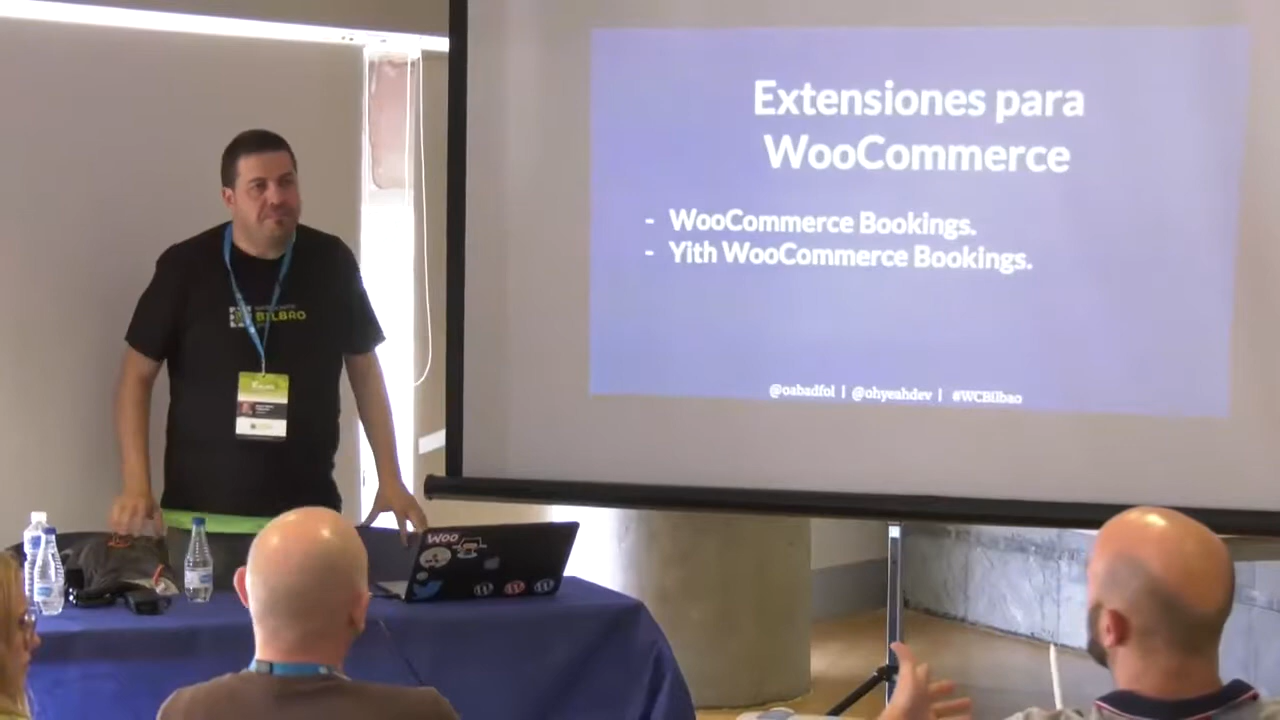 Extensiones para
WooCommerce
- WooCommerce Bookings.
- Yith WooCommerce Bookings.
@oabadfol | @ohyeahdev | #WCBilbao
BILBAO
Woo